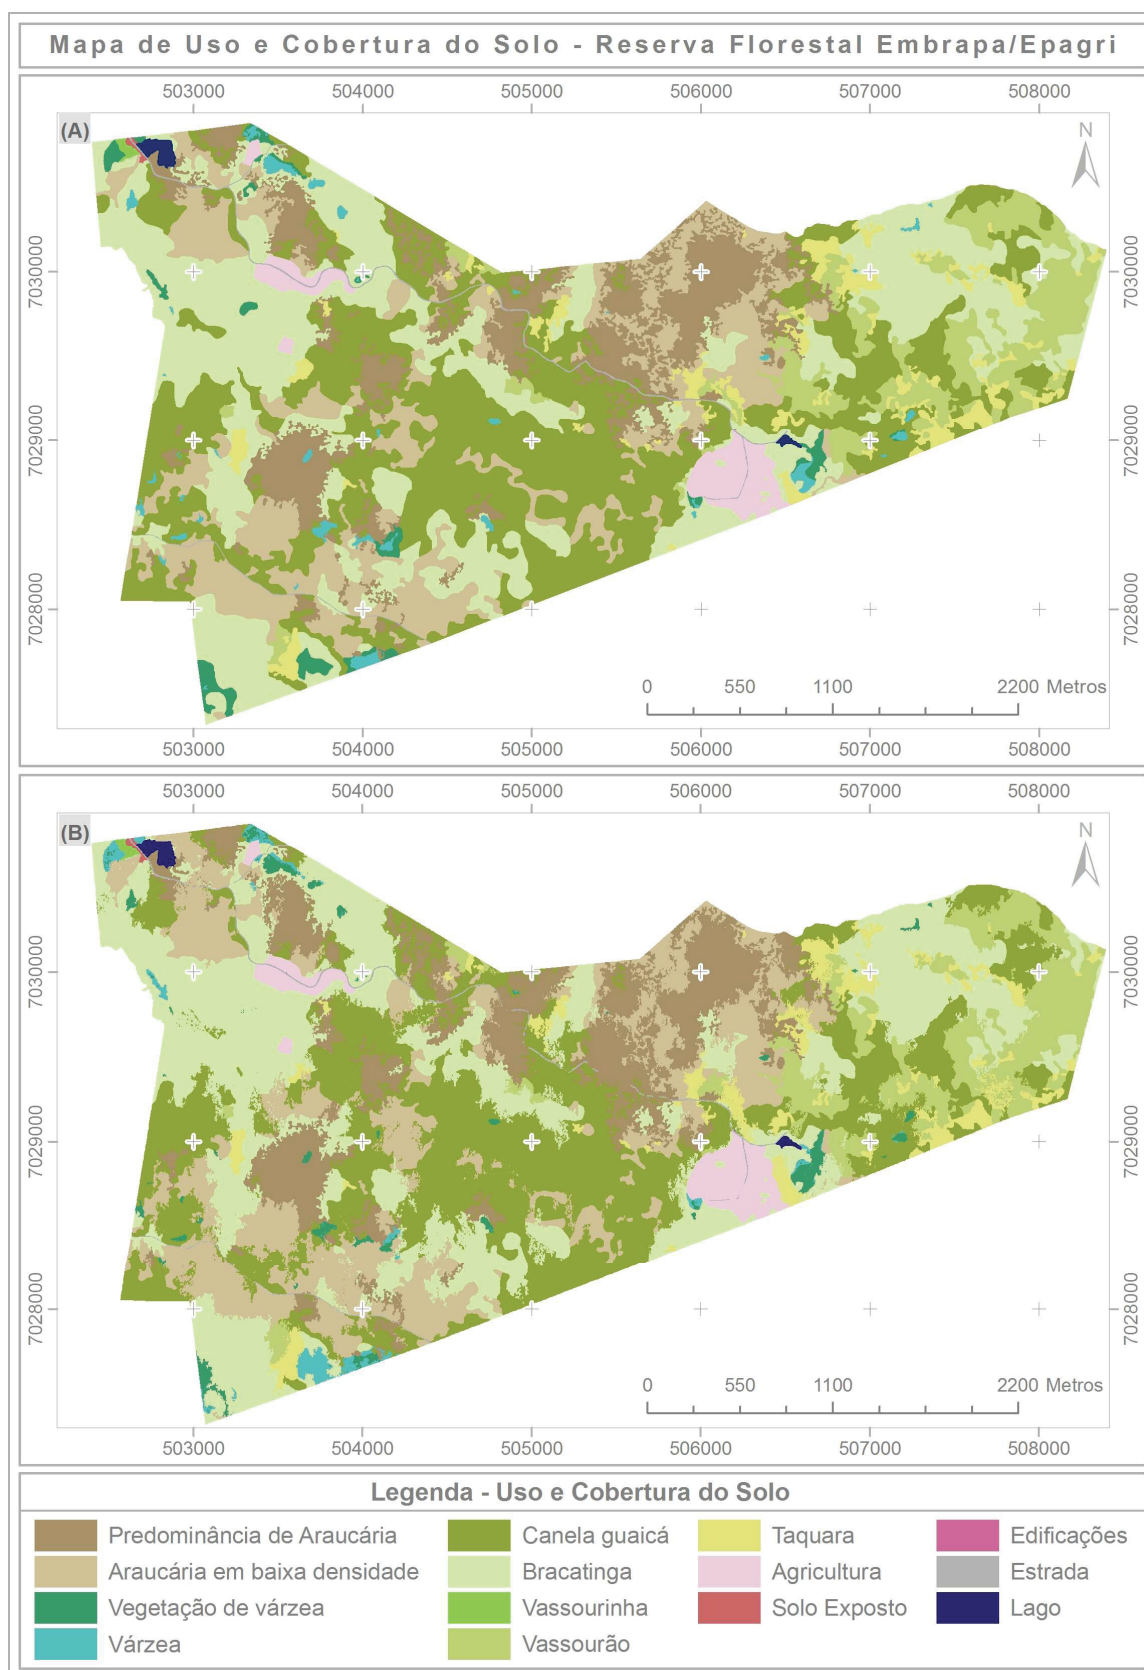 Mapa de Uso e Cobertura do Solo - Reserva Florestal Embrapa/Epagri
503000 504000 505000 506000 507000 508000
(A)
N
7030000 7030000
7029000 7029000
7028000 7028000
0 550 1100 2200 Metros
503000 504000 505000 506000 507000 508000
503000 504000 505000 506000 507000 508000
(B)
N
7030000 7030000
7029000 7029000
7028000 7028000
0 550 1100 2200 Metros
503000 504000 505000 506000 507000 508000
Legenda - Uso e Cobertura do Solo
Predominância de Araucária Canela guaicá Taquara Edificações
Araucária em baixa densidade Bracatinga Agricultura Estrada
Vegetação de várzea Vassourinha Solo Exposto Lago
Várzea Vassourão